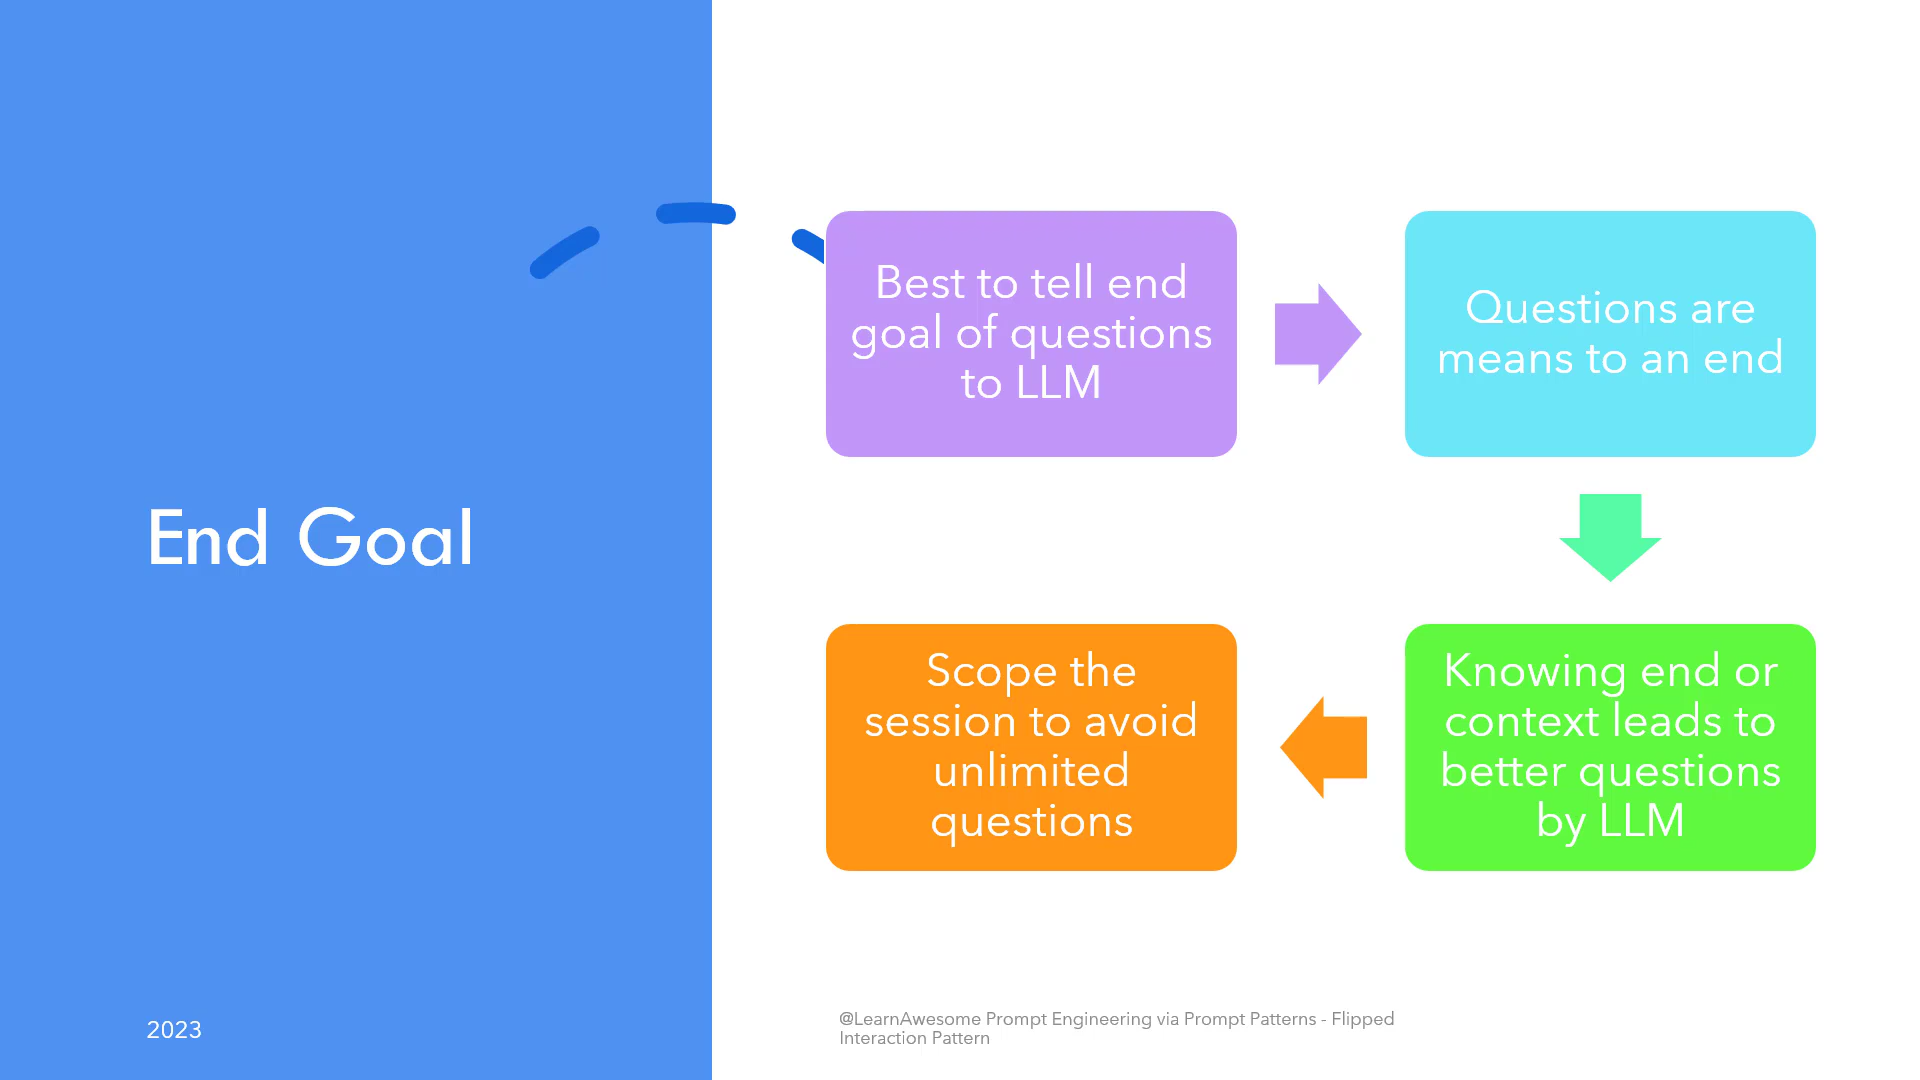 End Goal
Best to tell end
goal of questions
to LLM
Questions are
means to an end
Knowing end or
context leads to
better questions
by LLM
Scope the
session to avoid
unlimited
questions
2023
@LearnAwesome Prompt Engineering via Prompt Patterns - Flipped
Interaction Pattern